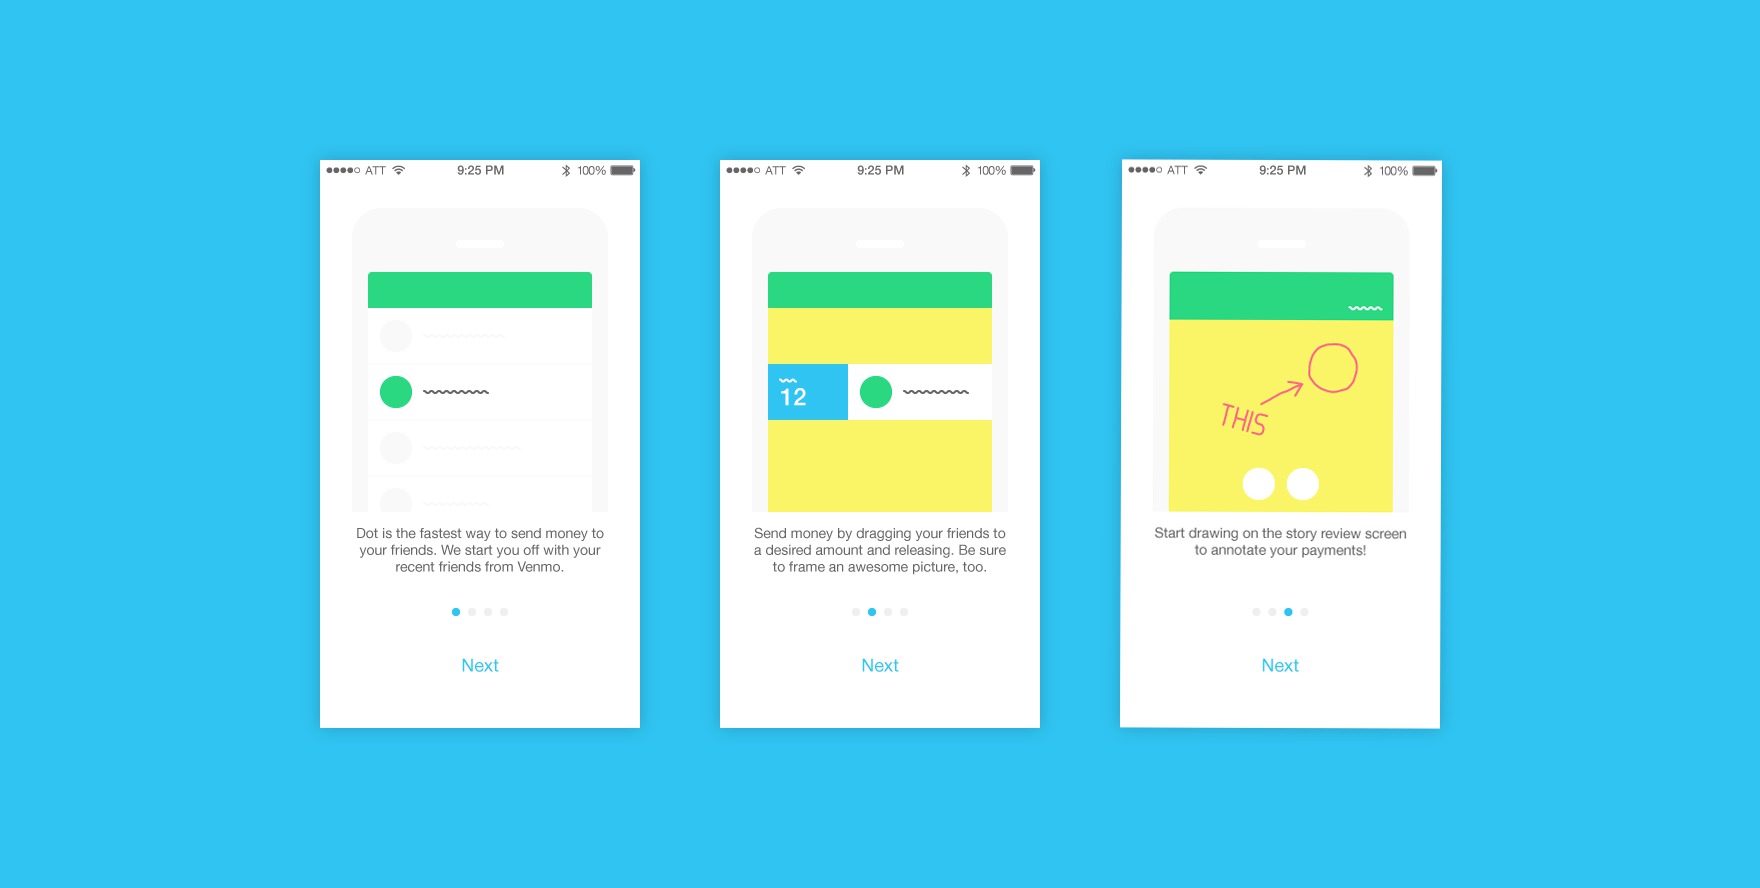 ATT 9:25 PM 100%
Dot is the fastest way to send money to
your friends. We start you off with your
recent friends from Venmo.
Next
ATT 9:25 PM 100%
12
Send money by dragging your friends to
a desired amount and releasing. Be sure
to frame an awesome picture, too.
Next
ATT 9:25 PM 100%
THIS
Start drawing on the story review screen
to annotate your payments!
Next